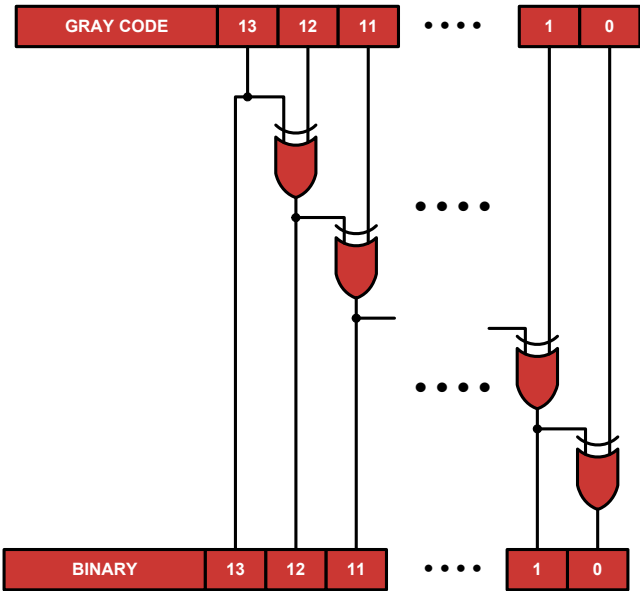 GRAY CODE 13 12 11 •••• 1 0
BINARY 13 12 11 •••• 1 0